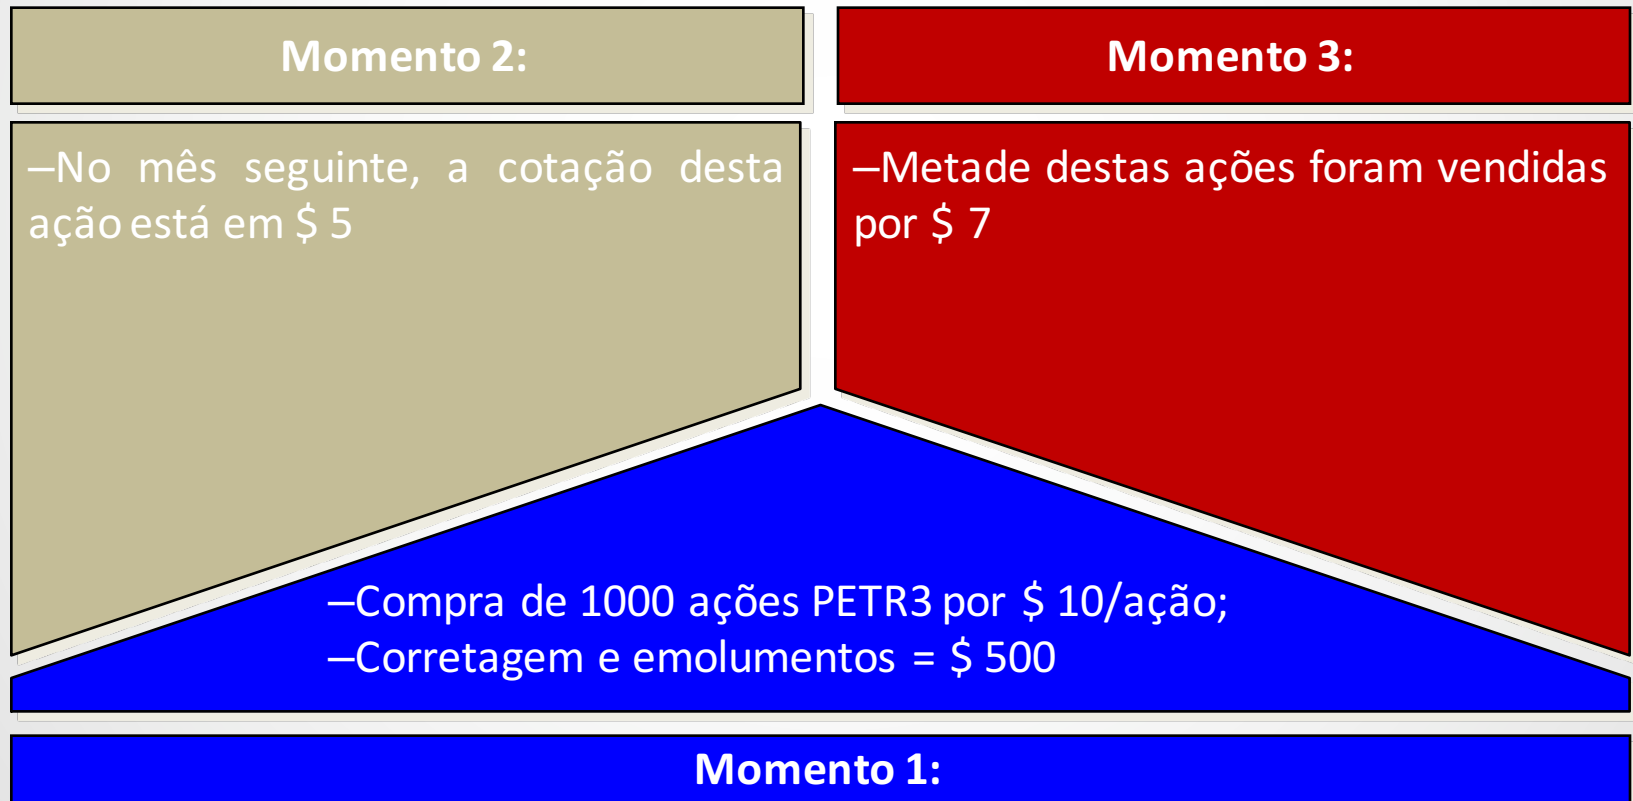 Momento 2:
–No mês seguinte, a cotação desta
ação está em $ 5
Momento 3:
–Metade destas ações foram vendidas
por $ 7
–Compra de 1000 ações PETR3 por $ 10/ação;
–Corretagem e emolumentos = $ 500
Momento 1: